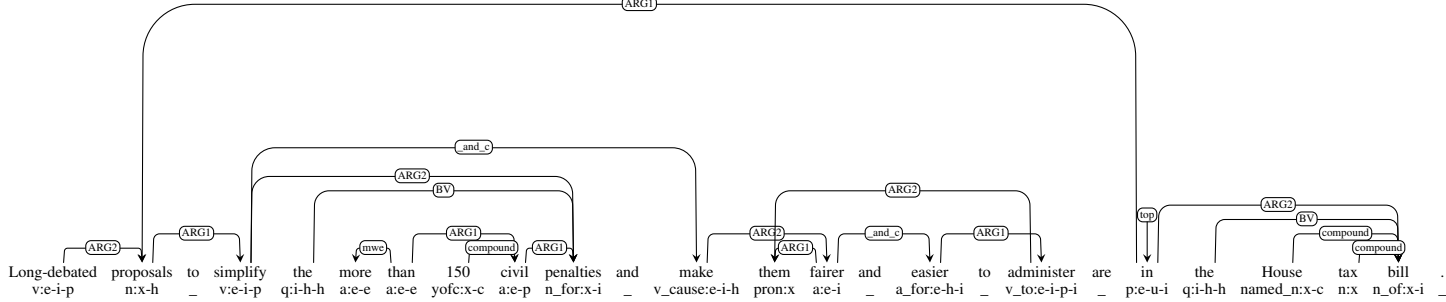 ARG1
_and_c
ARG2
BV
ARG2
top
ARG2
BV
ARG2 ARG1 mwe ARG1 compound ARG1 ARG2 ARG1 _and_c ARG1 compound compound
Long-debated proposals to simplify the more than 150 civil penalties and make them fairer and easier to administer are in the House tax bill .
v:e-i-p n:x-h _ v:e-i-p q:i-h-h a:e-e a:e-e yofc:x-c a:e-p n_for:x-i _ v_cause:e-i-h pron:x a:e-i _ a_for:e-h-i _ v_to:e-i-p-i _ p:e-u-i q:i-h-h named_n:x-c n:x n_of:x-i _